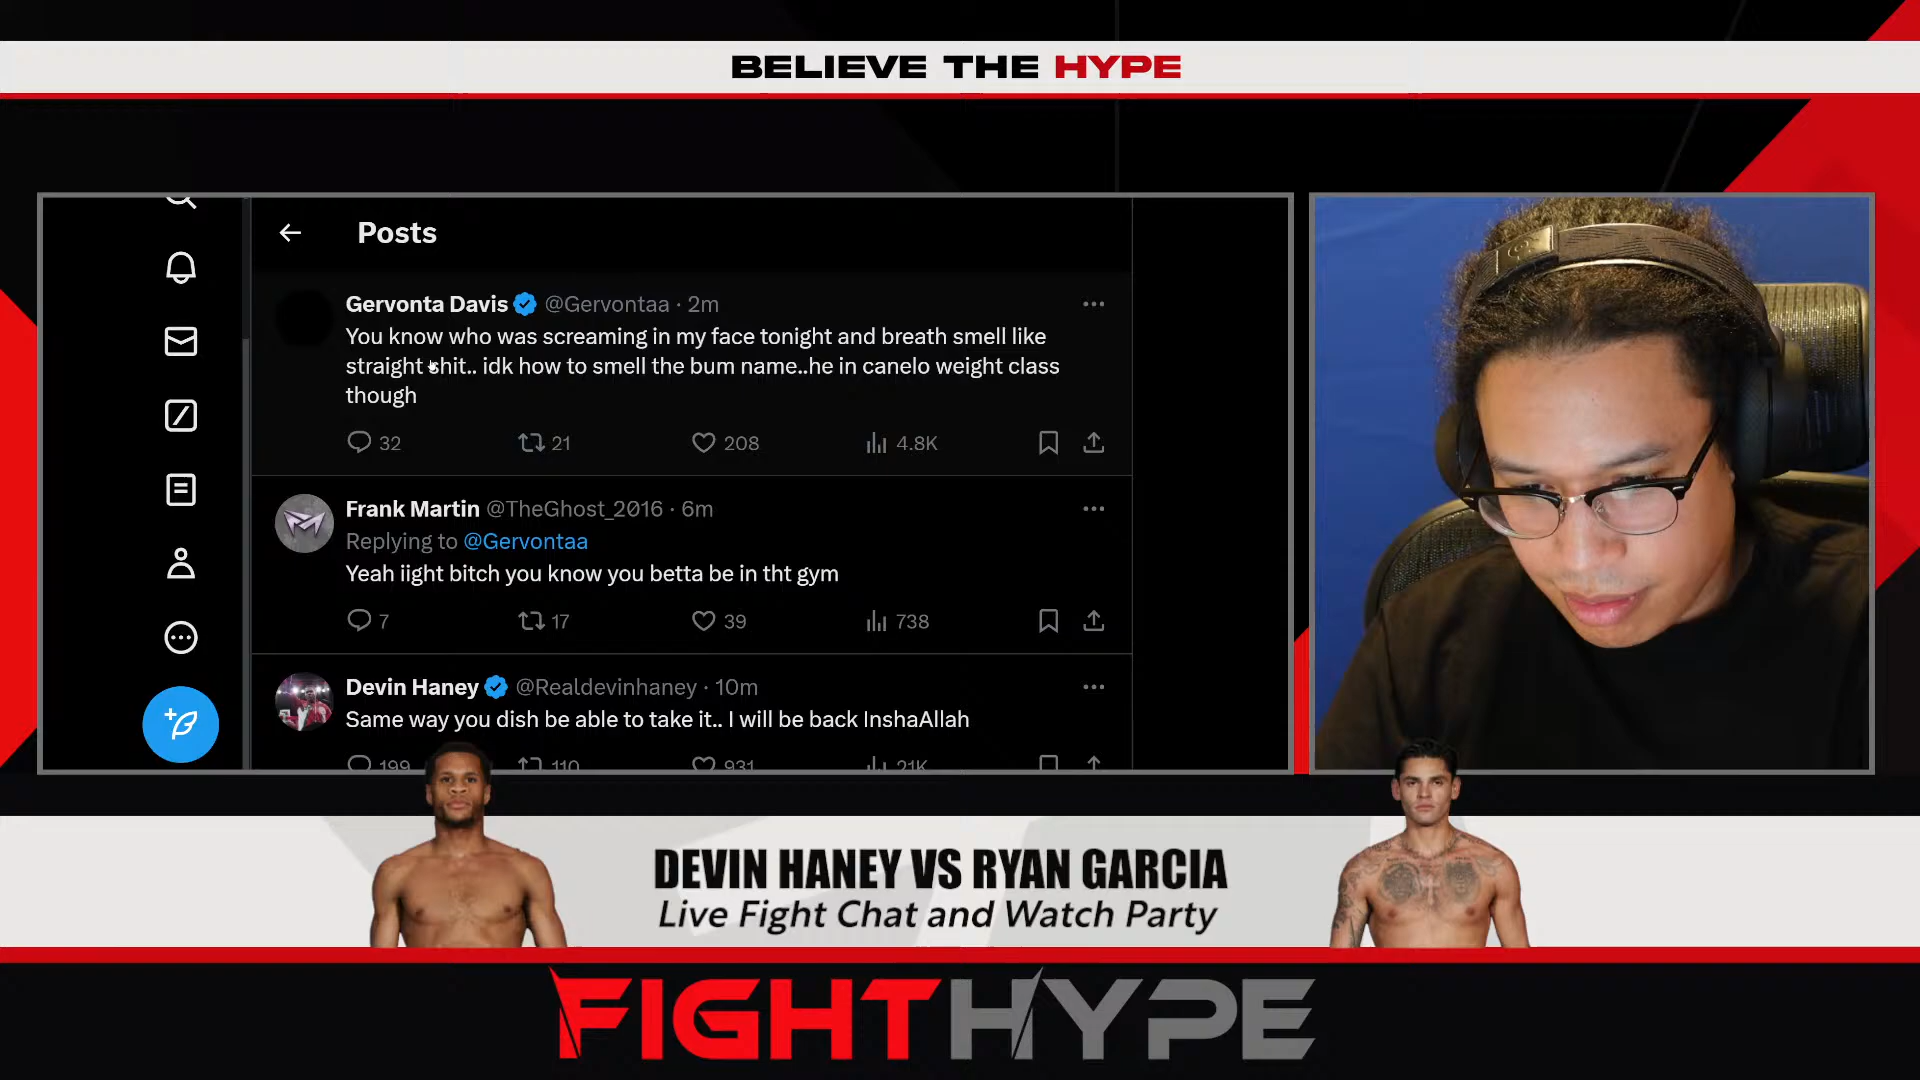 BELIEVE THE HYPE
Posts
Gervonta Davis @Gervontaa · 2m
You know who was screaming in my face tonight and breath smell like
straight shit.. idk how to smell the bum name..he in canelo weight class
though
32 21 208 4.8K
Frank Martin @TheGhost_2016 · 6m
Replying to @Gervontaa
Yeah iight bitch you know you betta be in tht gym
7 17 39 738
Devin Haney @Realdevinhaney · 10m
Same way you dish be able to take it.. I will be back InshaAllah
199 110 931 21K
DEVIN HANEY VS RYAN GARCIA
Live Fight Chat and Watch Party
FIGHTHYPE